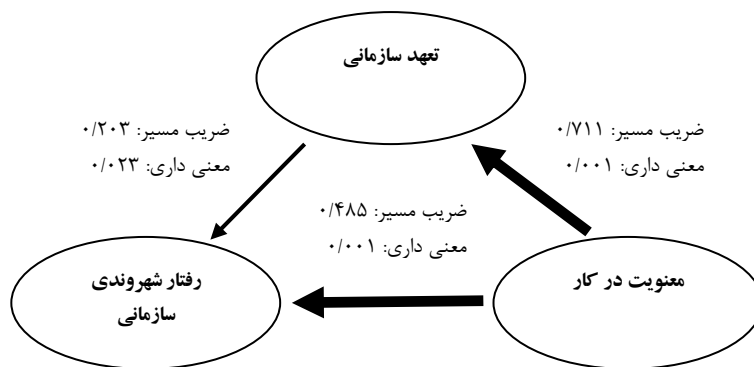 تعهد سازمانی
ضریب مسیر: ۰/۷۱۱
معنی داری: ۰/۰۰۱
ضریب مسیر: ۰/۲۰۳
معنی داری: ۰/۰۲۳
ضریب مسیر: ۰/۴۸۵
معنی داری: ۰/۰۰۱
معنویت در کار
رفتار شهروندی
سازمانی